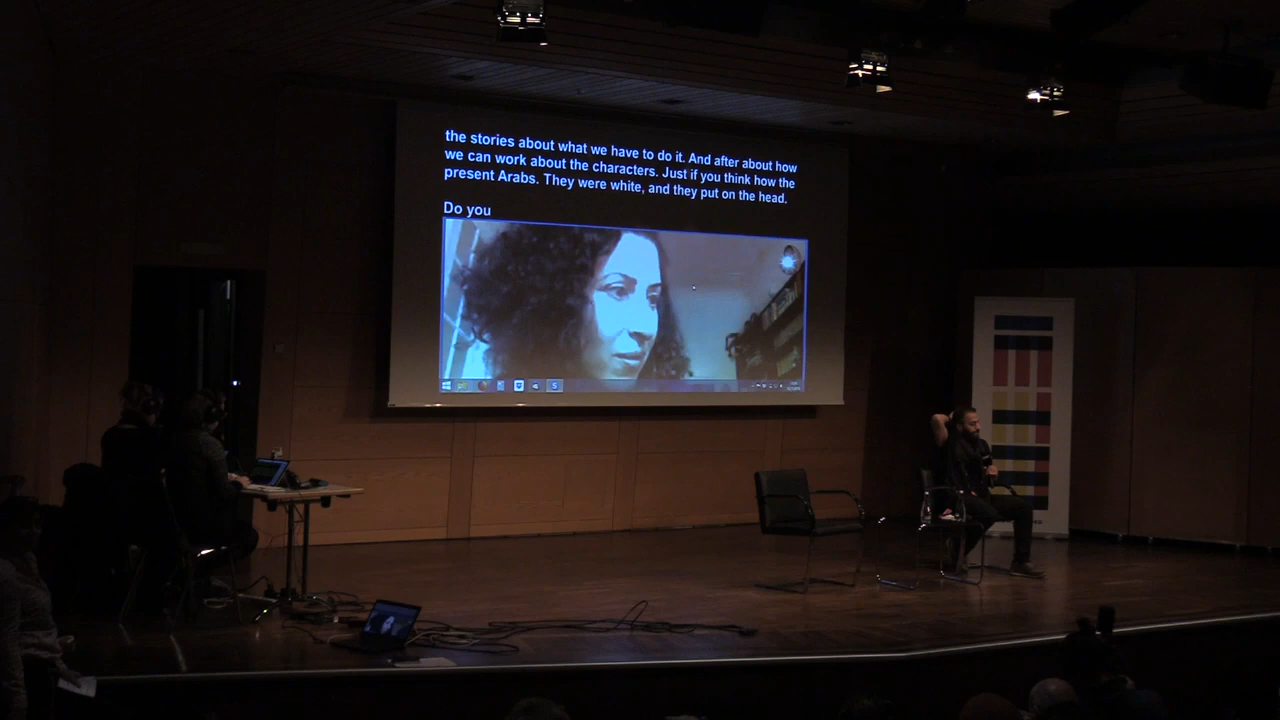 the stories about what we have to do it. And after about how
we can work about the characters. Just if you think how the
present Arabs. They were white, and they put on the head.
Do you